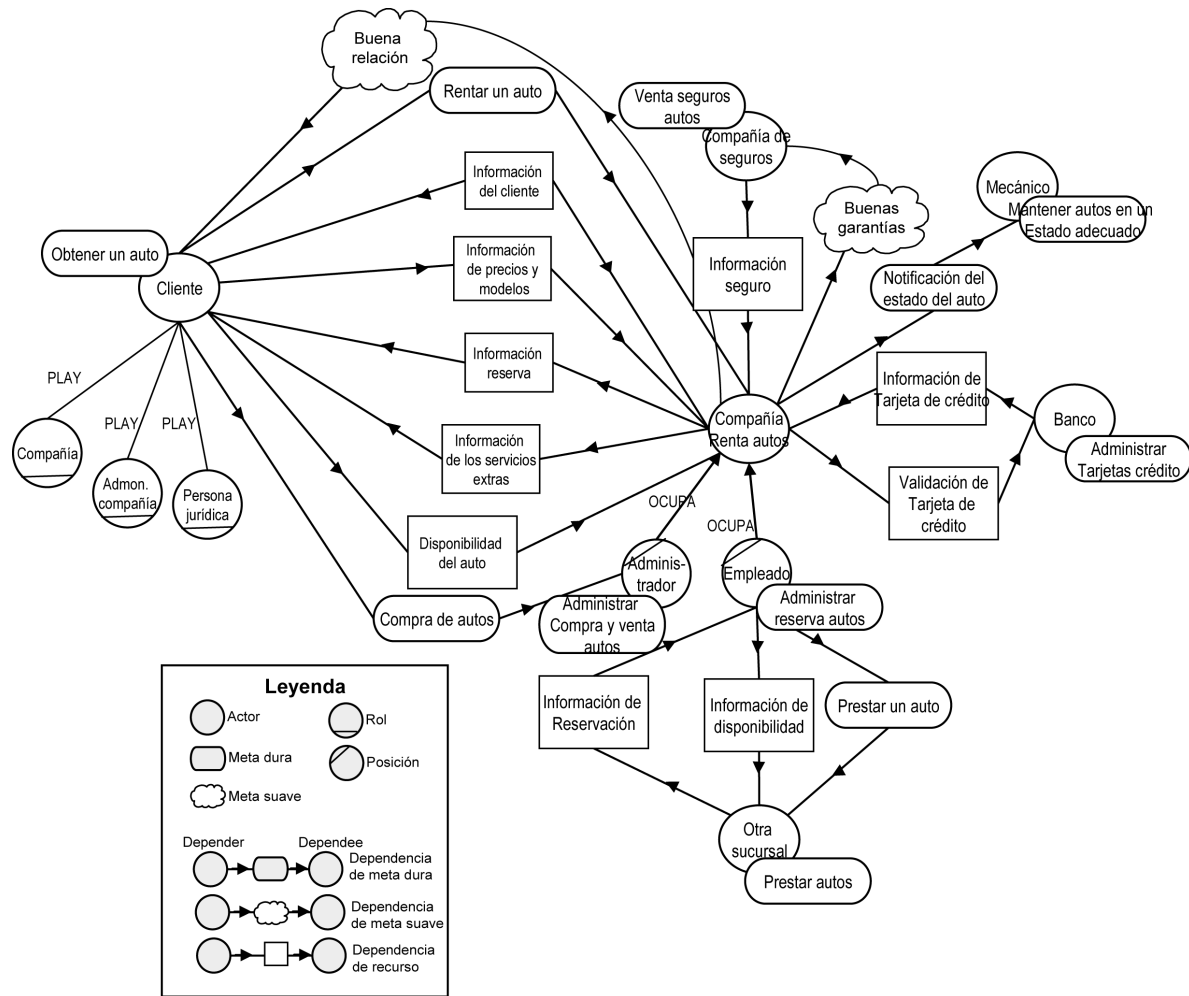 Buena
relación
Rentar un auto
Venta seguros
autos
Compañía de
seguros
Información
del cliente
Mecánico
Mantener autos en un
Estado adecuado
Buenas
garantías
Obtener un auto
Cliente
Información
de precios y
modelos
Información
seguro
Notificación del
estado del auto
Información
reserva
Información de
Tarjeta de crédito
PLAY
PLAY
PLAY
Compañía
Renta autos
Banco
Administrar
Tarjetas crédito
Compañía
Admon.
compañía
Persona
jurídica
Información
de los servicios
extras
Validación de
Tarjeta de
crédito
OCUPA
OCUPA
Disponibilidad
del auto
Adminis-
trador
Empleado
Compra de autos
Administrar
Compra y venta
autos
Administrar
reserva autos
Información de
Reservación
Información de
disponibilidad
Prestar un auto
Otra
sucursal
Prestar autos
Leyenda
Actor
Rol
Meta dura
Posición
Meta suave
Depender
Dependee
Dependencia
de meta dura
Dependencia
de meta suave
Dependencia
de recurso